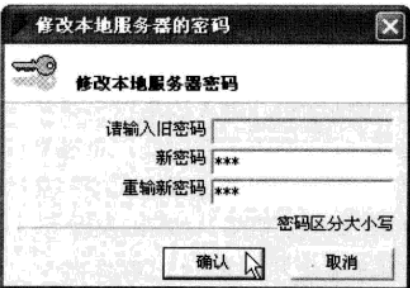 修改本地服务器的密码
修改本地服务器密码
请输入旧密码
新密码 ***
重输新密码 ***
密码区分大小写
确认 取消